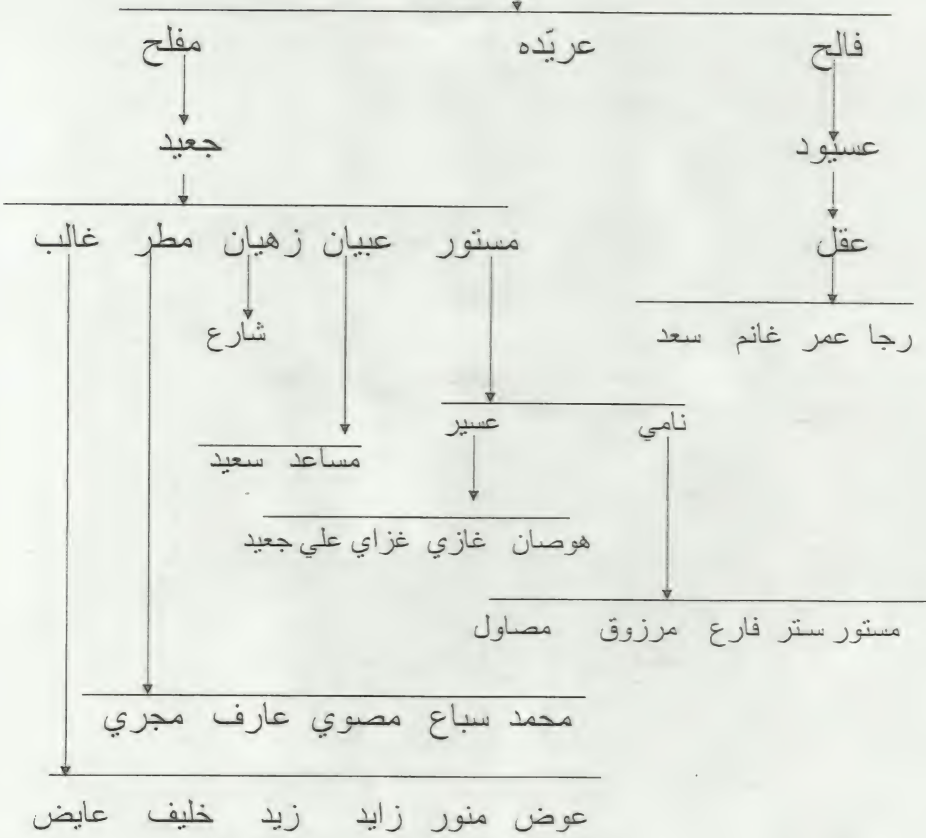 فالح عريّده مفلح
عسيود جعيد
عقل مستور عبيان زهيان مطر غالب
رجا عمر غانم سعد شارع
نامي عسير
مساعد سعيد
هوصان غازي غزاي علي جعيد
مستور ستر فارع مرزوق مصاول
محمد سباع مصوي عارف مجري
عوض منور زايد زيد خليف عايض